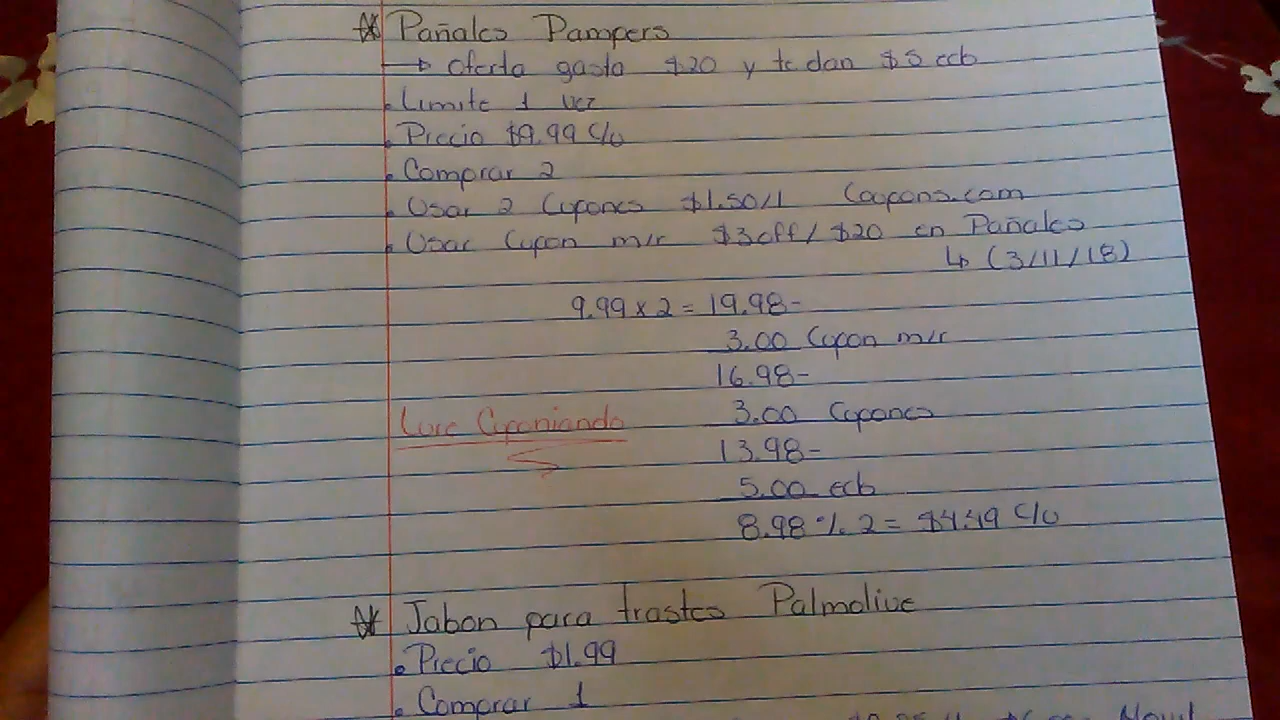 * Pañales Pampers
→ oferta gasta $20 y te dan $5 ecb
• Limite 1 vez
• Precio $9.99 c/u
• Comprar 2
• Usar 2 Cupones $1.50/1 Coupons.com
• Usar Cupon m/r $3 off/$20 en Pañales
↳ (3/11/18)
9.99 x 2 = 19.98-
3.00 Cupon m/r
16.98-
3.00 Cupones
Lure Cuponiando
13.98-
5.00 ecb
8.98 % 2 = $4.49 c/u
* Jabon para trastes Palmolive
• Precio $1.99
• Comprar 1